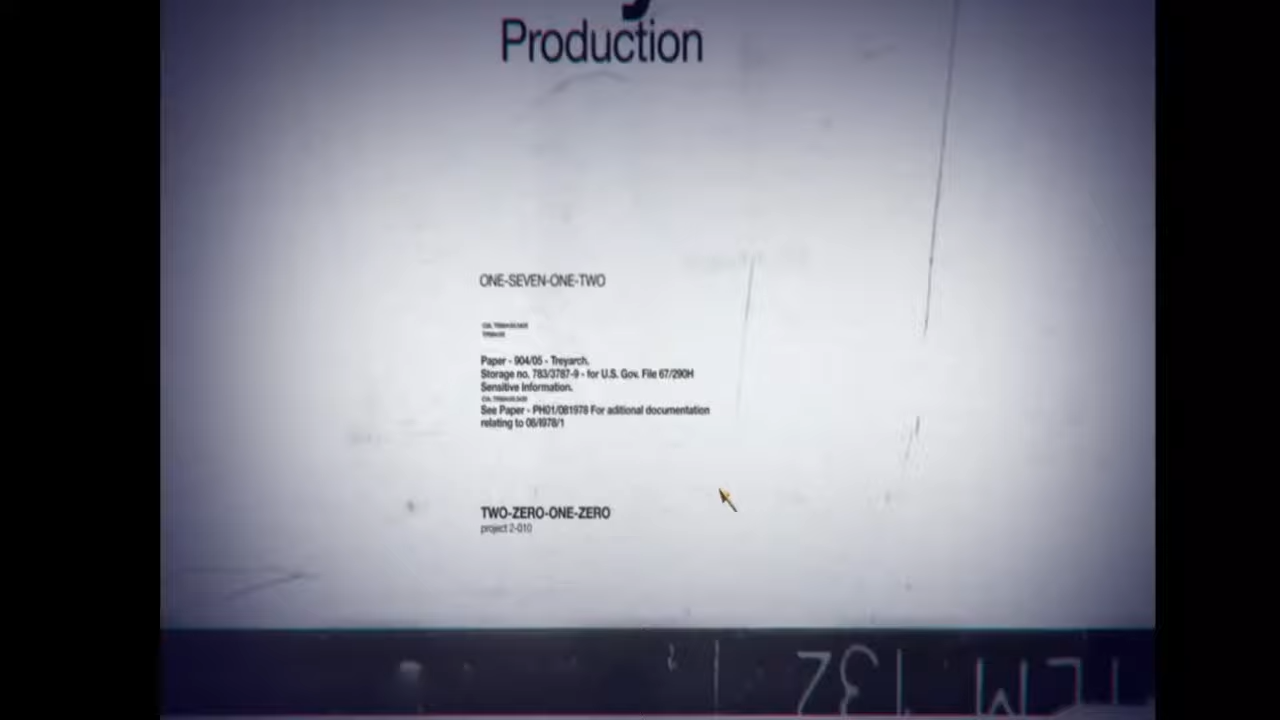 Production
ONE-SEVEN-ONE-TWO
Paper - 904/05 - Treyarch.
Storage no. 783/3787-9 - for U.S. Gov. File 67/290H
Sensitive Information.
See Paper - PH01/081978 For aditional documentation
relating to 08/I978/1
TWO-ZERO-ONE-ZERO
project 2-010